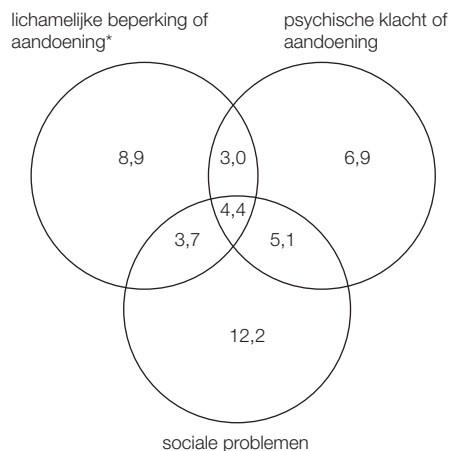 lichamelijke beperking of
aandoening*
psychische klacht of
aandoening
8,9
3,0
6,9
4,4
3,7
5,1
12,2
sociale problemen